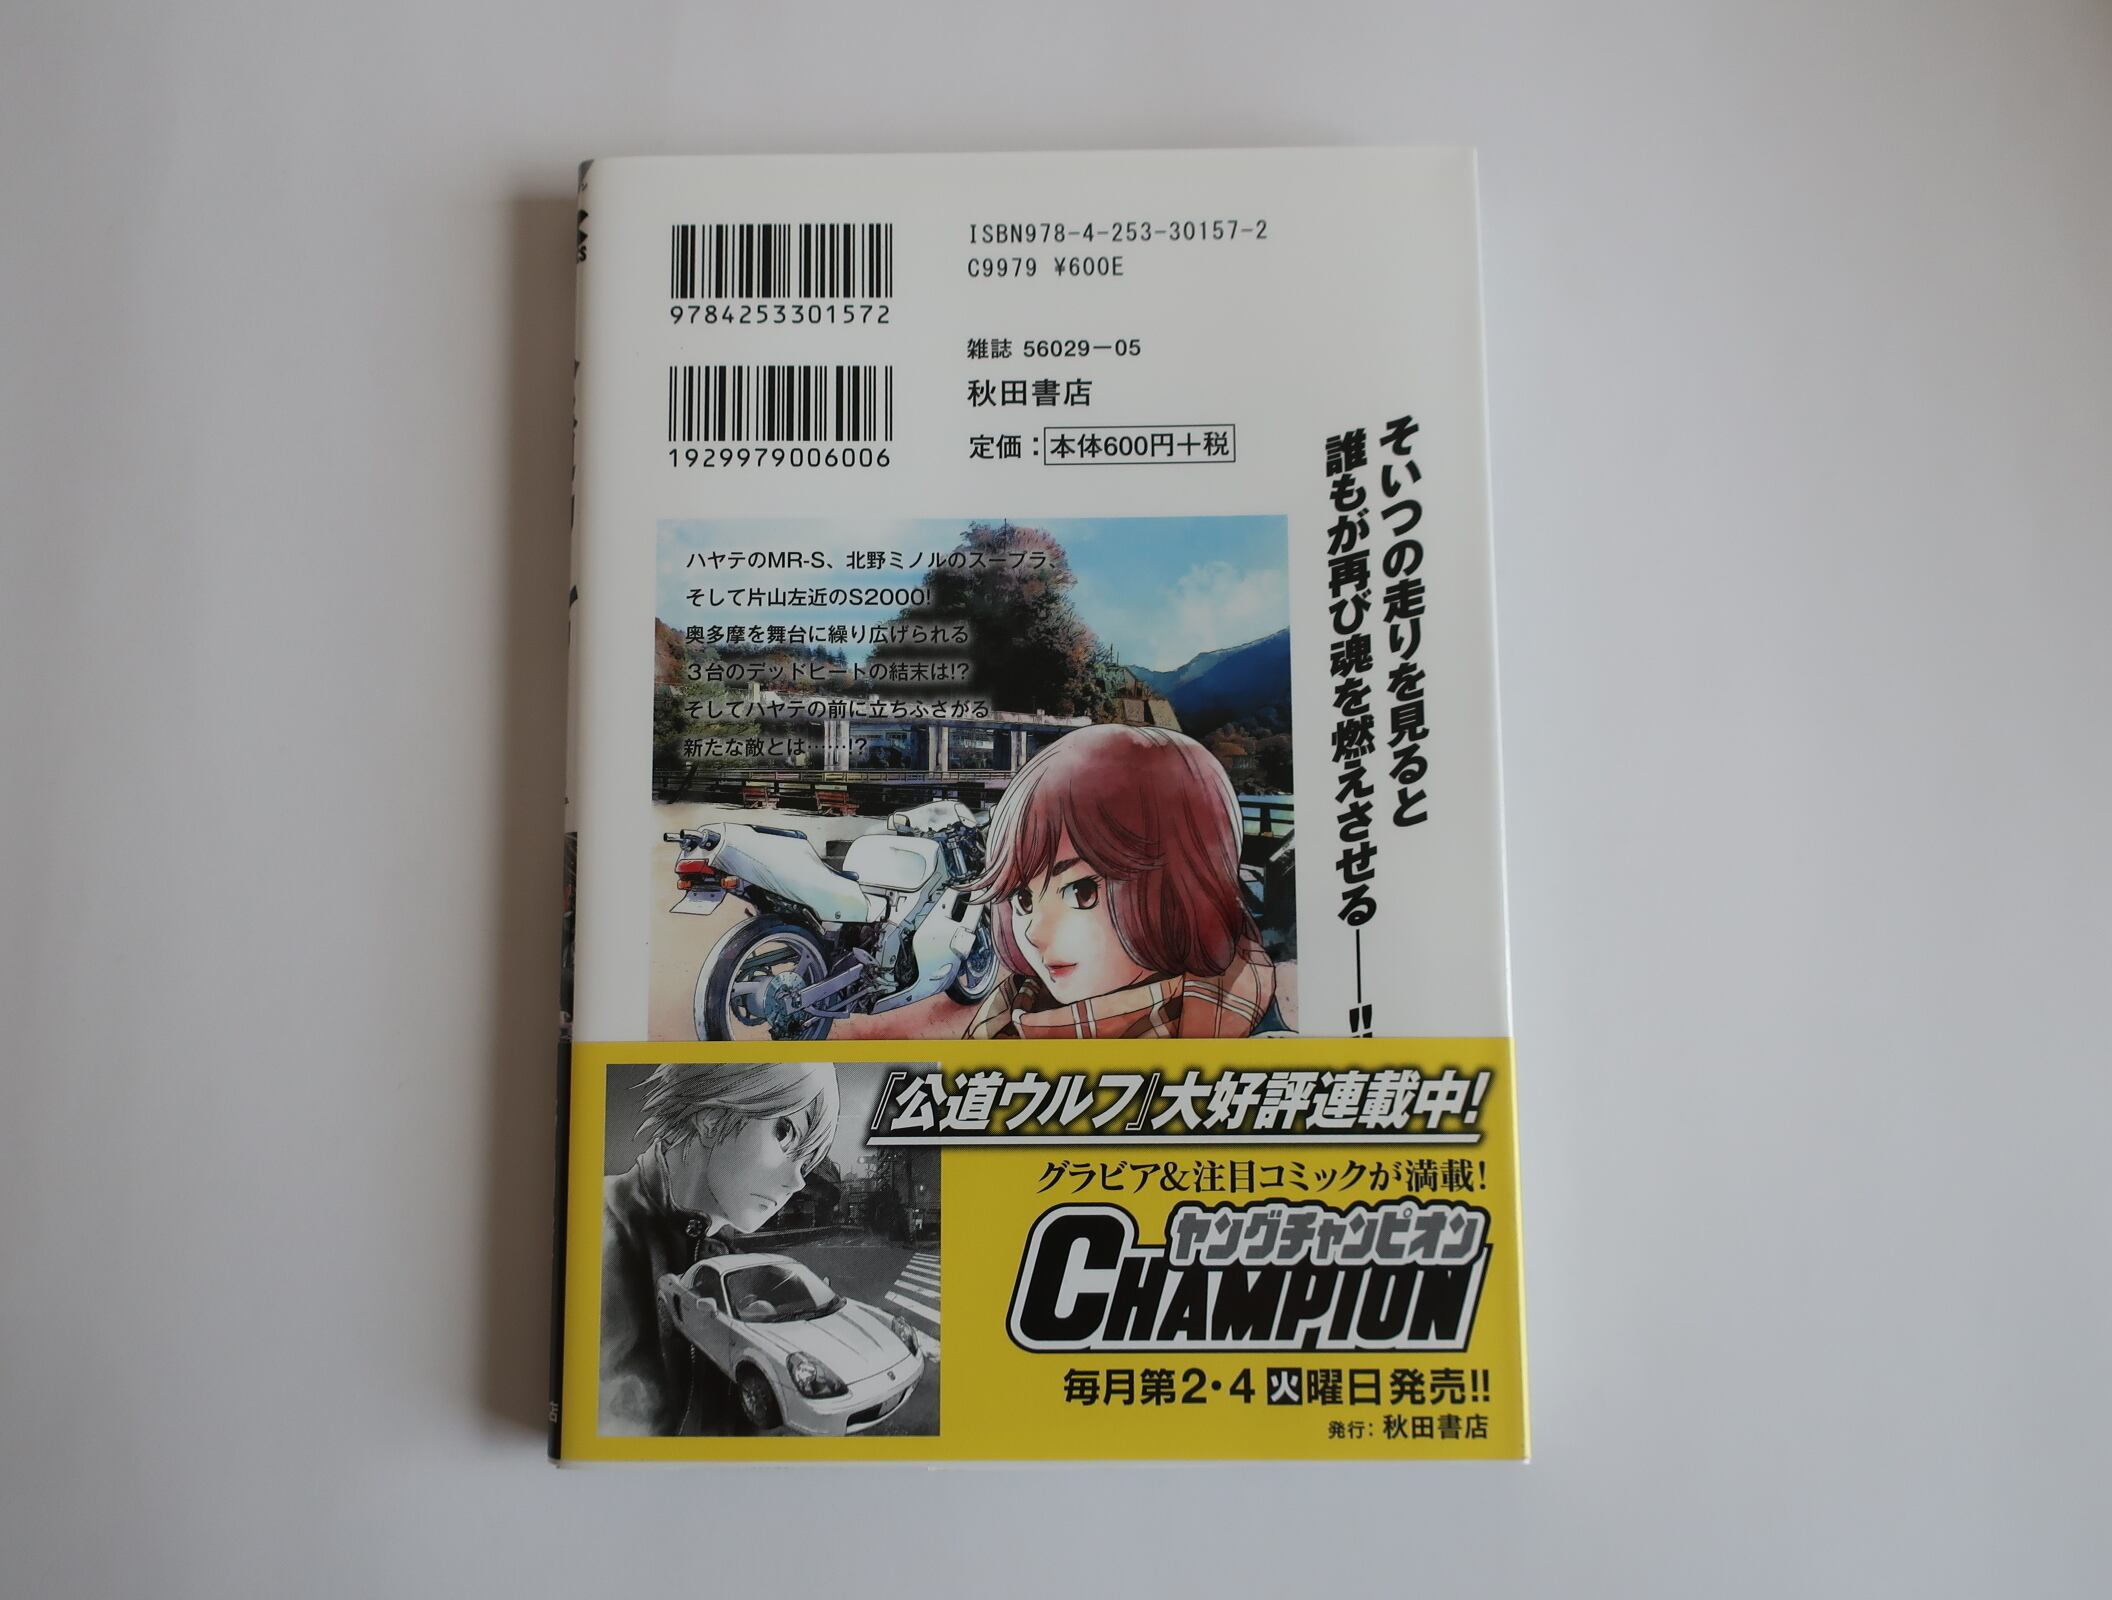 ISBN978-4-253-30157-2
C9979 ¥600E
9784253301572
雑誌 56029-05
秋田書店
定価：本体600円+税
1929979006006
そいつの走りを見ると
誰もが再び魂を燃えさせる――!!
ハヤテのMR-S、北野ミノルのスープラ、
そして片山左近のS2000!
奥多摩を舞台に繰り広げられる
3台のデッドヒートの結末は!?
そしてハヤテの前に立ちふさがる
新たな敵とは……!?
『公道ウルフ』大好評連載中!
グラビア&注目コミックが満載!
ヤングチャンピオン
CHAMPION
毎月第2・4火曜日発売!!
発行：秋田書店